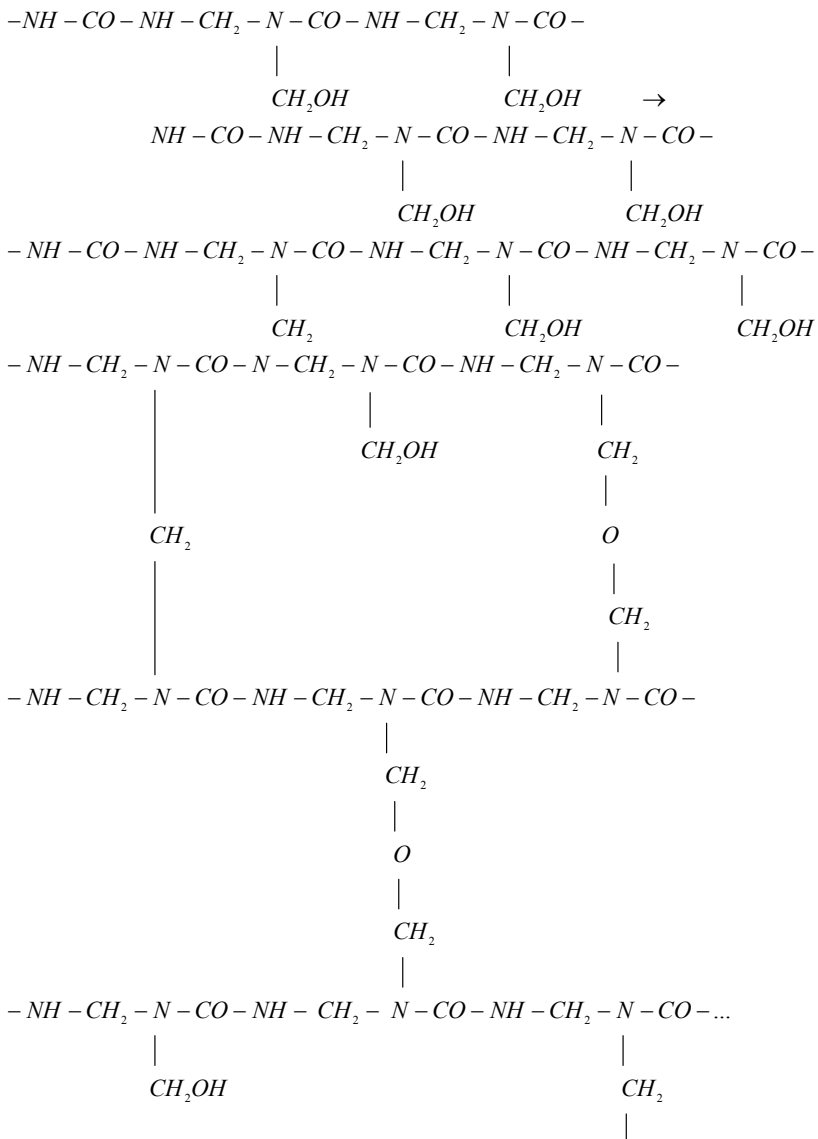 −NH − CO − NH − CH₂ − N − CO − NH − CH₂ − N − CO −
|          |
CH₂OH          CH₂OH          →
NH − CO − NH − CH₂ − N − CO − NH − CH₂ − N − CO −
|          |
CH₂OH          CH₂OH
− NH − CO − NH − CH₂ − N − CO − NH − CH₂ − N − CO − NH − CH₂ − N − CO −
|          |          |
CH₂          CH₂OH          CH₂OH
− NH − CH₂ − N − CO − N − CH₂ − N − CO − NH − CH₂ − N − CO −
|          |          |
CH₂OH          CH₂
|
CH₂          O
|
CH₂
|          |
− NH − CH₂ − N − CO − NH − CH₂ − N − CO − NH − CH₂ − N − CO −
|
CH₂
|
O
|
CH₂
|
− NH − CH₂ − N − CO − NH − CH₂ − N − CO − NH − CH₂ − N − CO − ...
|          |
CH₂OH          CH₂
|